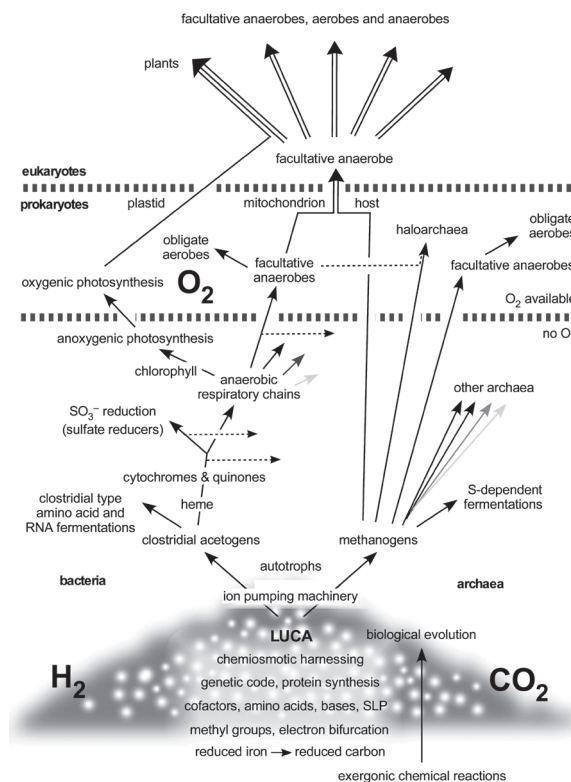 facultative anaerobes, aerobes and anaerobes
plants
facultative anaerobe
eukaryotes
prokaryotes
plastid
mitochondrion
host
haloarchaea
obligate
aerobes
obligate
aerobes
facultative
anaerobes
facultative anaerobes
oxygenic photosynthesis
O₂
O₂ available
no O
anoxygenic photosynthesis
chlorophyll
anaerobic
respiratory chains
other archaea
SO₃⁻ reduction
(sulfate reducers)
cytochromes & quinones
heme
clostridial type
amino acid and
RNA fermentations
S-dependent
fermentations
clostridial acetogens
methanogens
autotrophs
bacteria
archaea
ion pumping machinery
LUCA
biological evolution
chemiosmotic harnessing
H₂
genetic code, protein synthesis
CO₂
cofactors, amino acids, bases, SLP
methyl groups, electron bifurcation
reduced iron → reduced carbon
exergonic chemical reactions